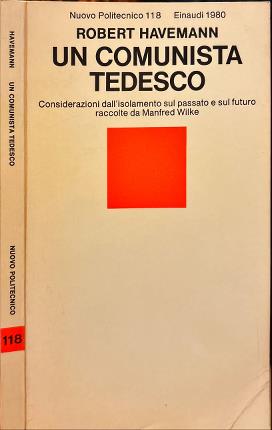 Nuovo Politecnico 118 Einaudi 1980
ROBERT HAVEMANN
UN COMUNISTA
TEDESCO
Considerazioni dall'isolamento sul passato e sul futuro
raccolte da Manfred Wilke
HAVEMANN UN COMUNISTA TEDESCO
NUOVO POLITECNICO
118